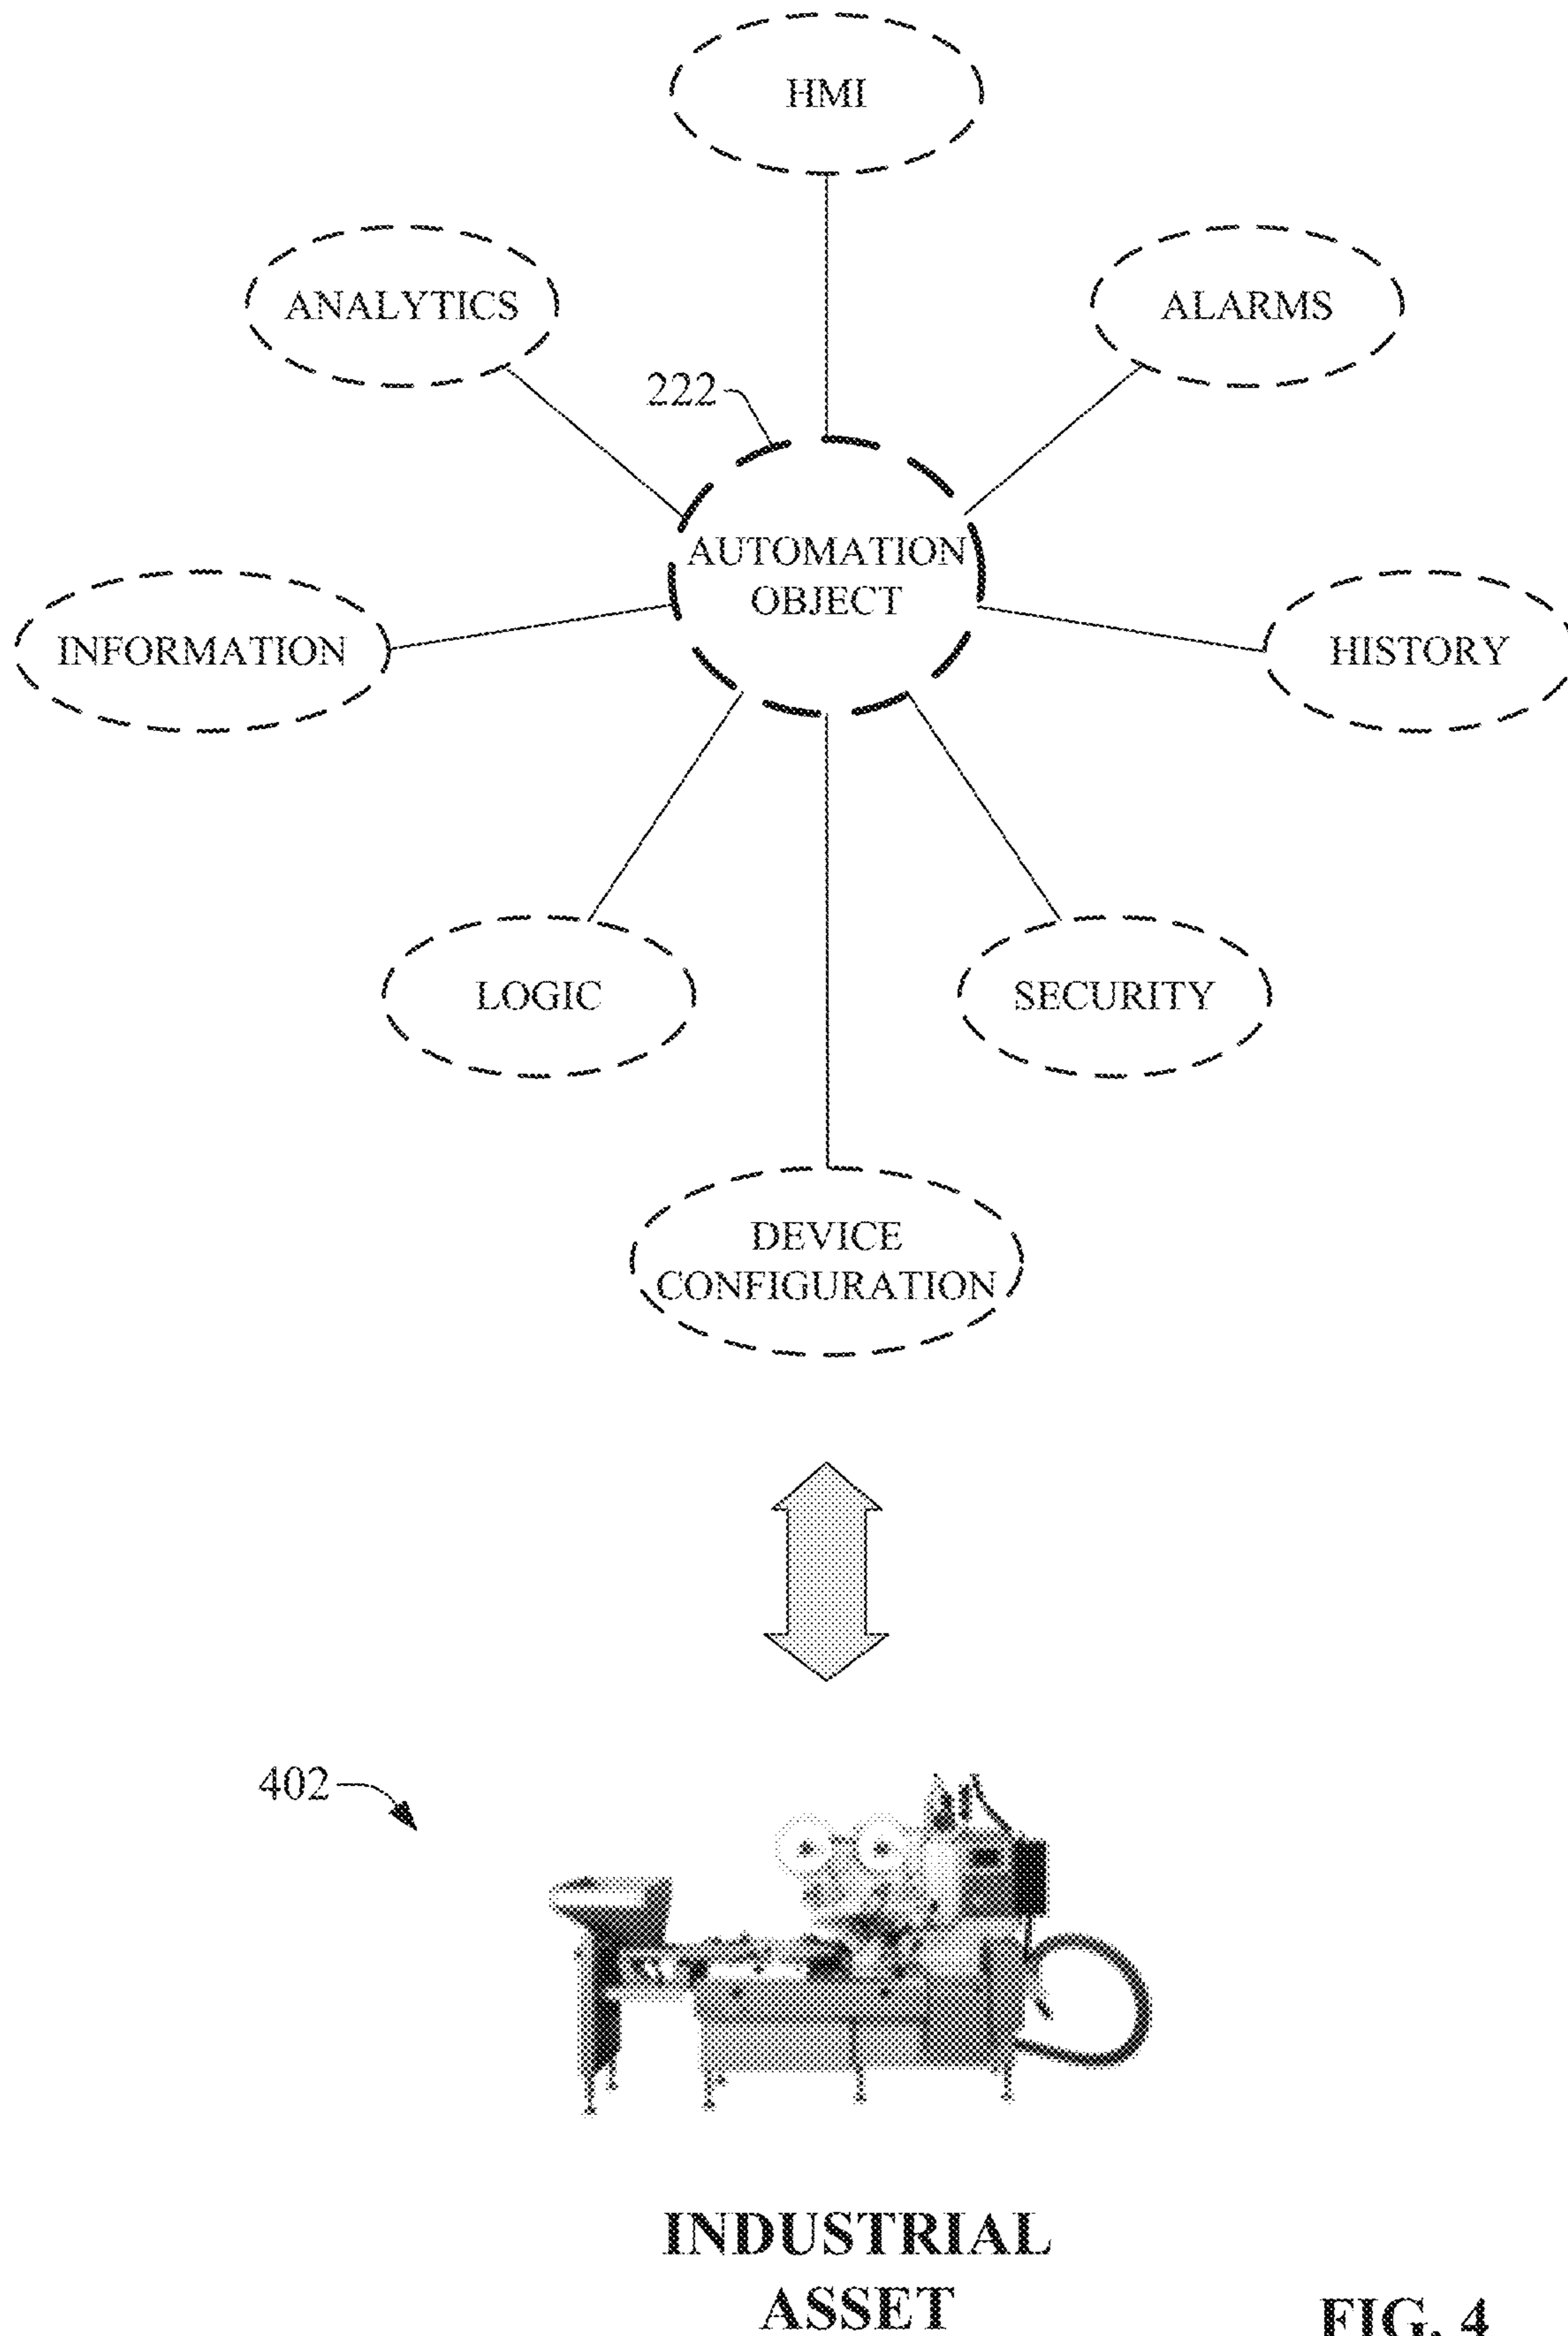 HMI
ANALYTICS
ALARMS
222
AUTOMATION
OBJECT
INFORMATION
HISTORY
LOGIC
SECURITY
DEVICE
CONFIGURATION
402
INDUSTRIAL
ASSET
FIG. 4